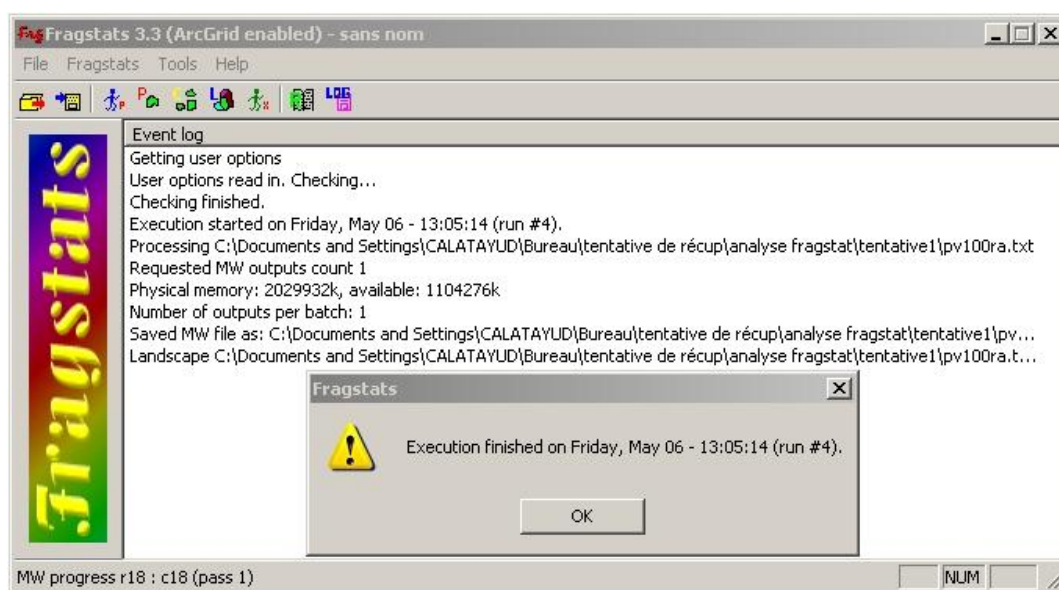 Fragstats 3.3 (ArcGrid enabled) - sans nom
File Fragstats Tools Help
LOG
Fragstats
Event log
Getting user options
User options read in. Checking...
Checking finished.
Execution started on Friday, May 06 - 13:05:14 (run #4).
Processing C:\Documents and Settings\CALATAYUD\Bureau\tentative de récup\analyse fragstat\tentative1\pv100ra.txt
Requested MW outputs count 1
Physical memory: 2029932k, available: 1104276k
Number of outputs per batch: 1
Saved MW file as: C:\Documents and Settings\CALATAYUD\Bureau\tentative de récup\analyse fragstat\tentative1\pv...
Landscape C:\Documents and Settings\CALATAYUD\Bureau\tentative de récup\analyse fragstat\tentative1\pv100ra.t...
Fragstats
Execution finished on Friday, May 06 - 13:05:14 (run #4).
OK
MW progress r18 : c18 (pass 1)
NUM